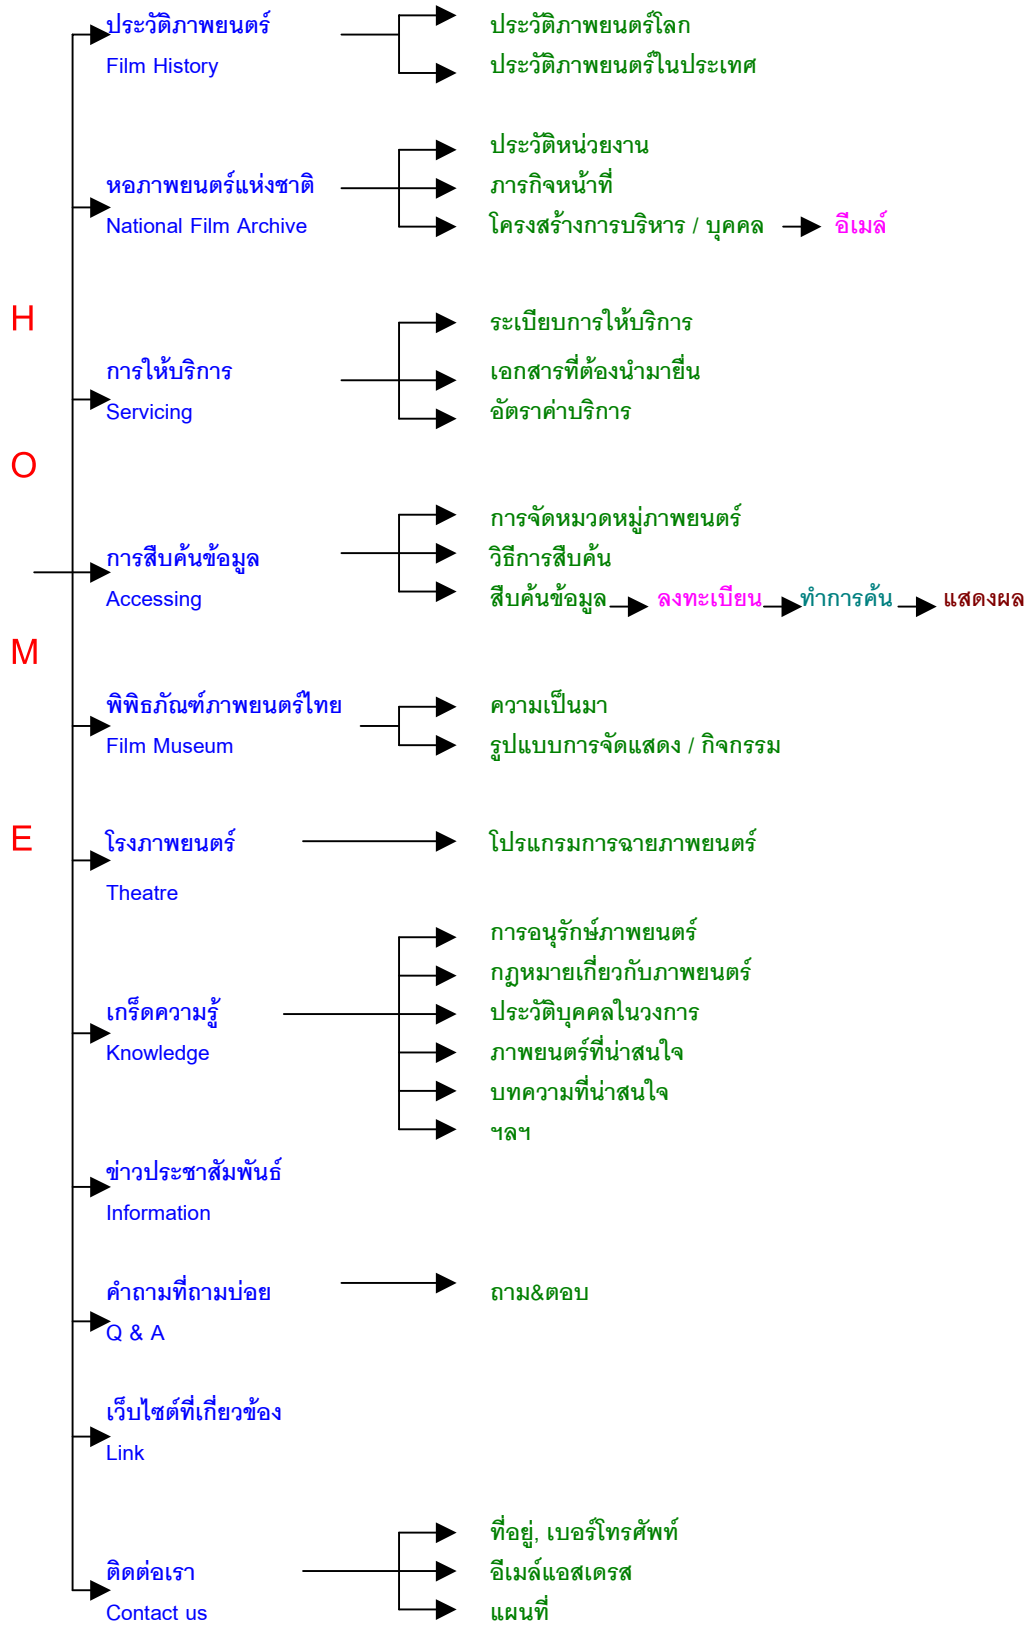 ประวัติภาพยนตร์
Film History
ประวัติภาพยนตร์โลก
ประวัติภาพยนตร์ในประเทศ
หอภาพยนตร์แห่งชาติ
National Film Archive
ประวัติหน่วยงาน
ภารกิจหน้าที่
โครงสร้างการบริหาร / บุคคล
อีเมล์
H
O
M
E
การให้บริการ
Servicing
ระเบียบการให้บริการ
เอกสารที่ต้องนำมายื่น
อัตราค่าบริการ
การสืบค้นข้อมูล
Accessing
การจัดหมวดหมู่ภาพยนตร์
วิธีการสืบค้น
สืบค้นข้อมูล ลงทะเบียน ทำการค้น แสดงผล
พิพิธภัณฑ์ภาพยนตร์ไทย
Film Museum
ความเป็นมา
รูปแบบการจัดแสดง / กิจกรรม
โรงภาพยนตร์
Theatre
โปรแกรมการฉายภาพยนตร์
เกร็ดความรู้
Knowledge
การอนุรักษ์ภาพยนตร์
กฎหมายเกี่ยวกับภาพยนตร์
ประวัติบุคคลในวงการ
ภาพยนตร์ที่น่าสนใจ
บทความที่น่าสนใจ
ฯลฯ
ข่าวประชาสัมพันธ์
Information
คำถามที่ถามบ่อย
Q & A
ถาม&ตอบ
เว็บไซต์ที่เกี่ยวข้อง
Link
ติดต่อเรา
Contact us
ที่อยู่, เบอร์โทรศัพท์
อีเมล์แอสเดรส
แผนที่